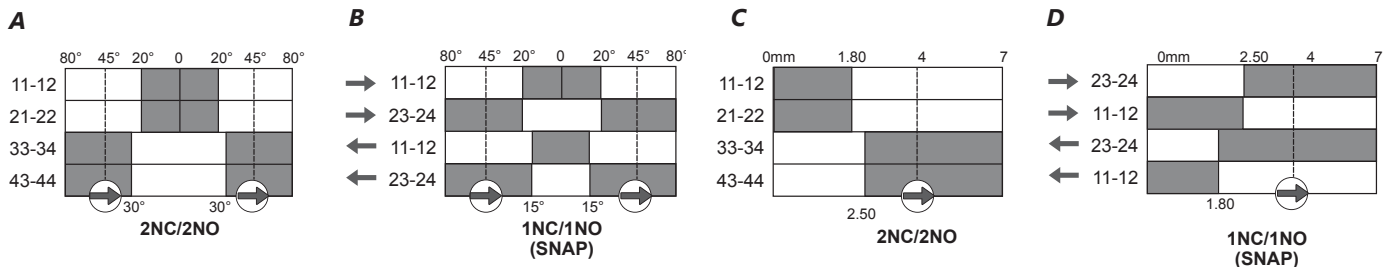 A
80° 45° 20° 0 20° 45° 80°
11-12
21-22
33-34
43-44
30° 30°
2NC/2NO
B
80° 45° 20° 0 20° 45° 80°
11-12
23-24
11-12
23-24
15° 15°
1NC/1NO
(SNAP)
C
0mm 1.80 4 7
11-12
21-22
33-34
43-44
2.50
2NC/2NO
D
0mm 2.50 4 7
23-24
11-12
23-24
11-12
1.80
1NC/1NO
(SNAP)